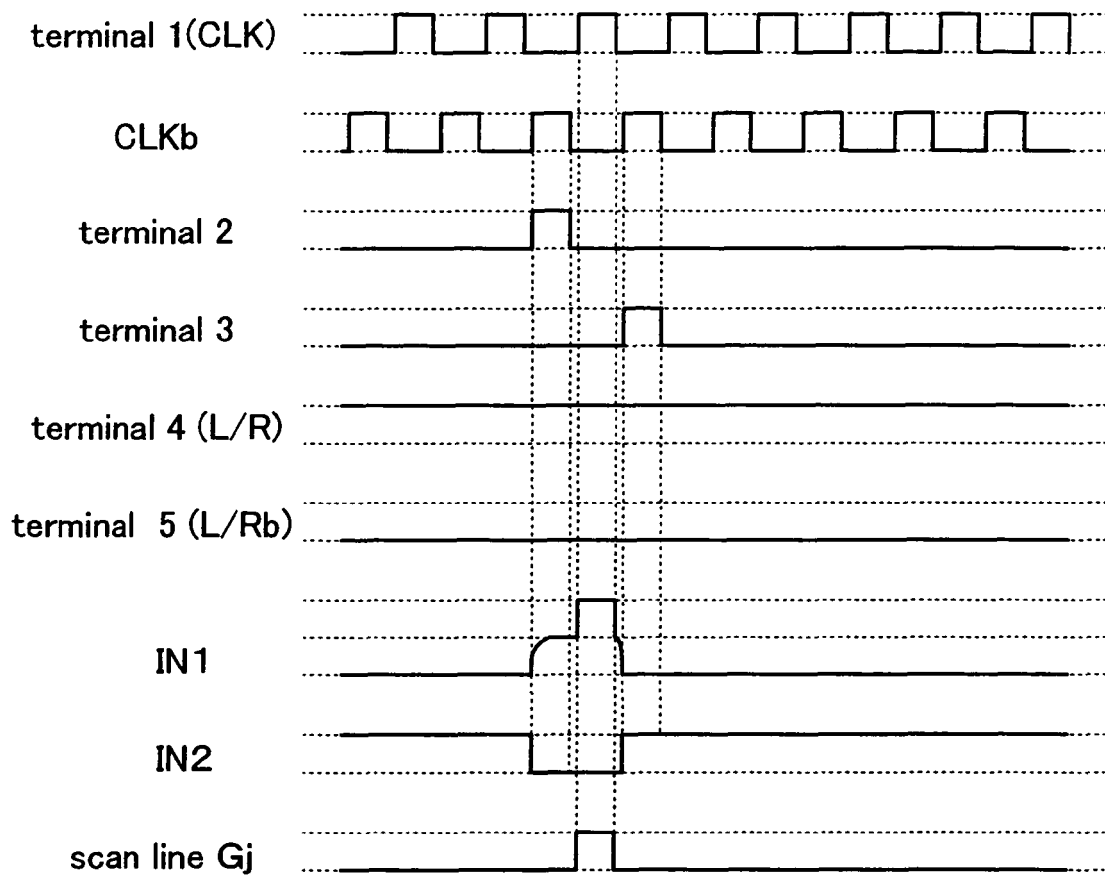 terminal 1(CLK)
CLKb
terminal 2
terminal 3
terminal 4 (L/R)
terminal 5 (L/Rb)
IN1
IN2
scan line Gj